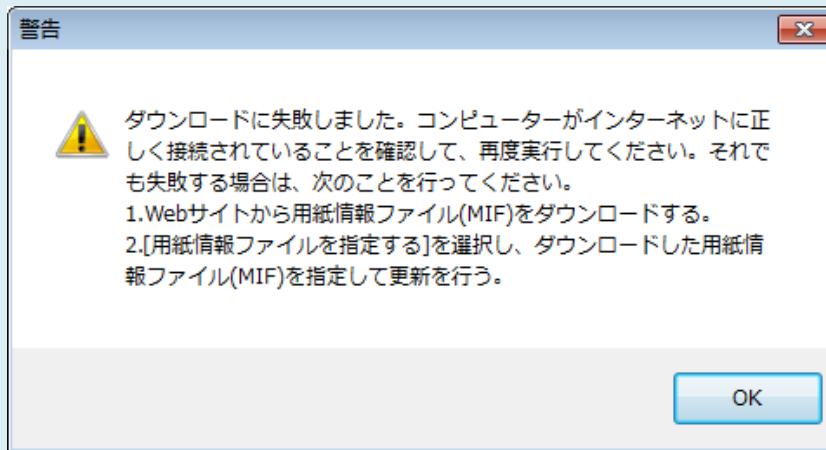 警告
ダウンロードに失敗しました。コンピューターがインターネットに正
しく接続されていることを確認して、再度実行してください。それで
も失敗する場合は、次のことを行ってください。
1.Webサイトから用紙情報ファイル(MIF)をダウンロードする。
2.[用紙情報ファイルを指定する]を選択し、ダウンロードした用紙情
報ファイル(MIF)を指定して更新を行う。
OK